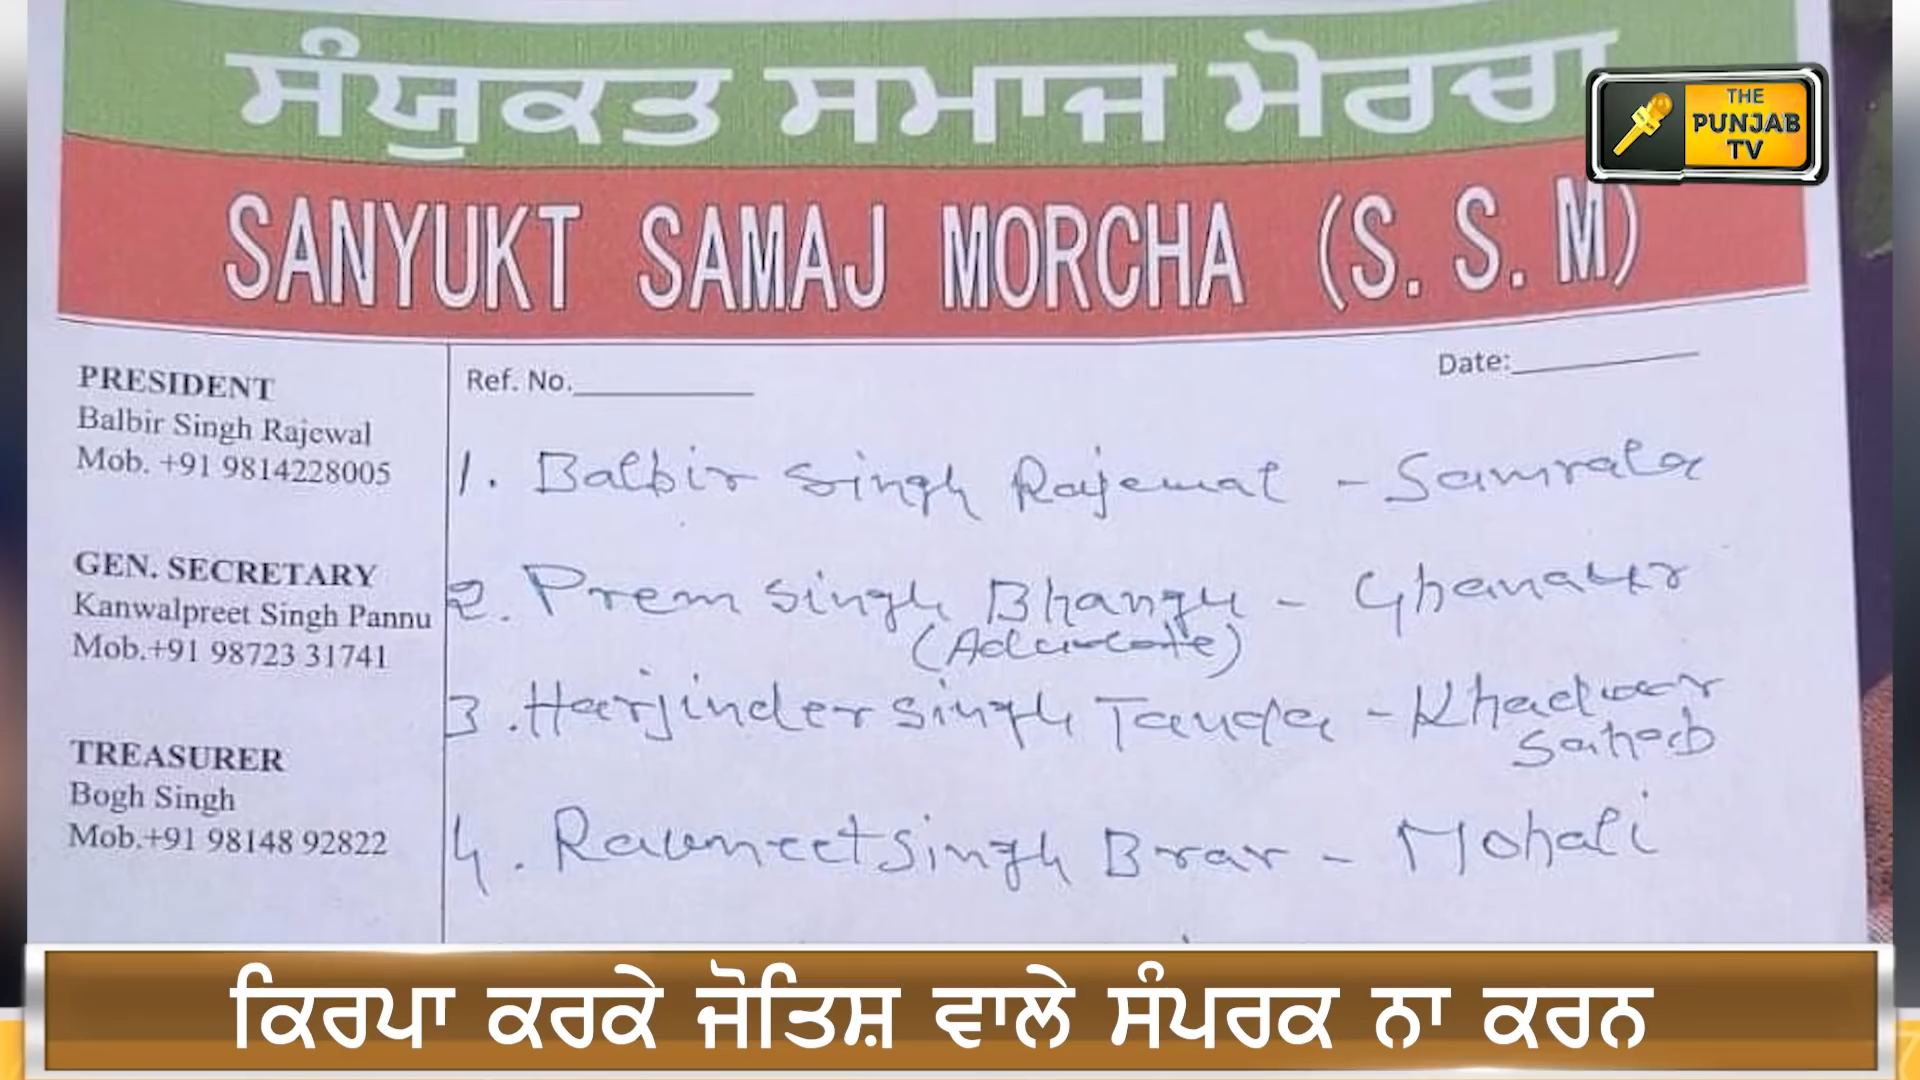 ਸੰਯੁਕਤ ਸਮਾਜ ਮੋਰਚਾ
THE
PUNJAB
TV
SANYUKT SAMAJ MORCHA (S.S.M)
PRESIDENT
Balbir Singh Rajewal
Mob. +91 9814228005
GEN. SECRETARY
Kanwalpreet Singh Pannu
Mob.+91 98723 31741
TREASURER
Bogh Singh
Mob.+91 98148 92822
Ref. No.
Date:
1. Balbir Singh Rajewal - Samrala
2. Prem Singh Bhangu - Ghanaur
(Advocate)
3. Harjinder Singh Tanda - Khadoor
Saheb
4. Ravneet Singh Brar - Mohali
ਕਿਰਪਾ ਕਰਕੇ ਜੋਤਿਸ਼ ਵਾਲੇ ਸੰਪਰਕ ਨਾ ਕਰਨ